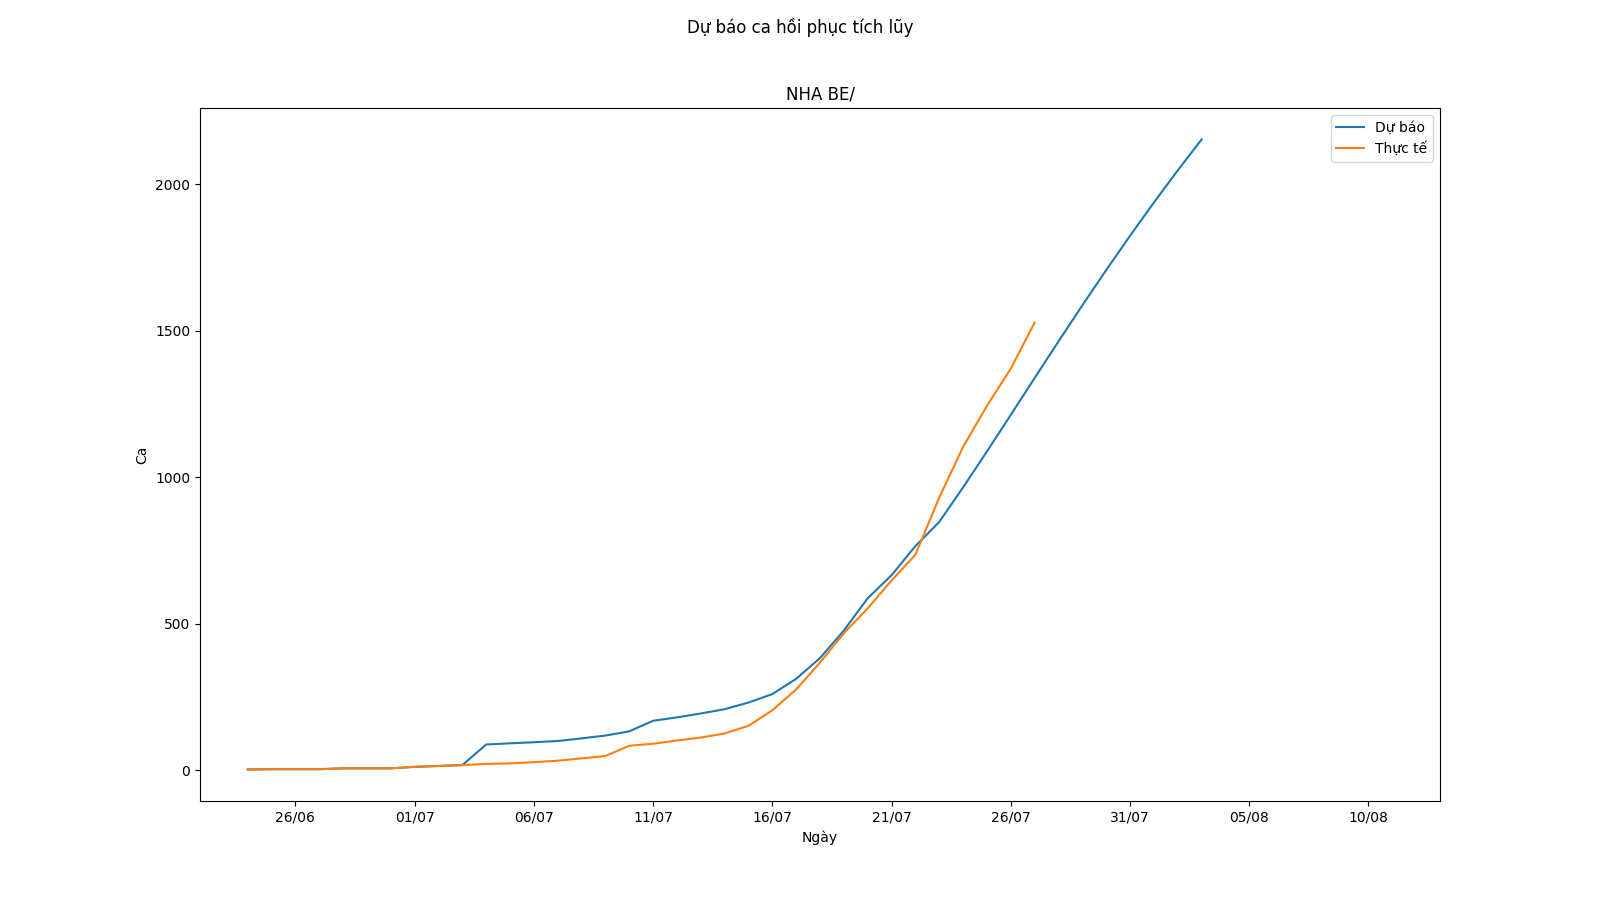 Dự báo ca hồi phục tích lũy
NHA BE/
Dự báo
Thực tế
2000
1500
1000
500
0
Ca
26/06
01/07
06/07
11/07
16/07
21/07
26/07
31/07
05/08
10/08
Ngày